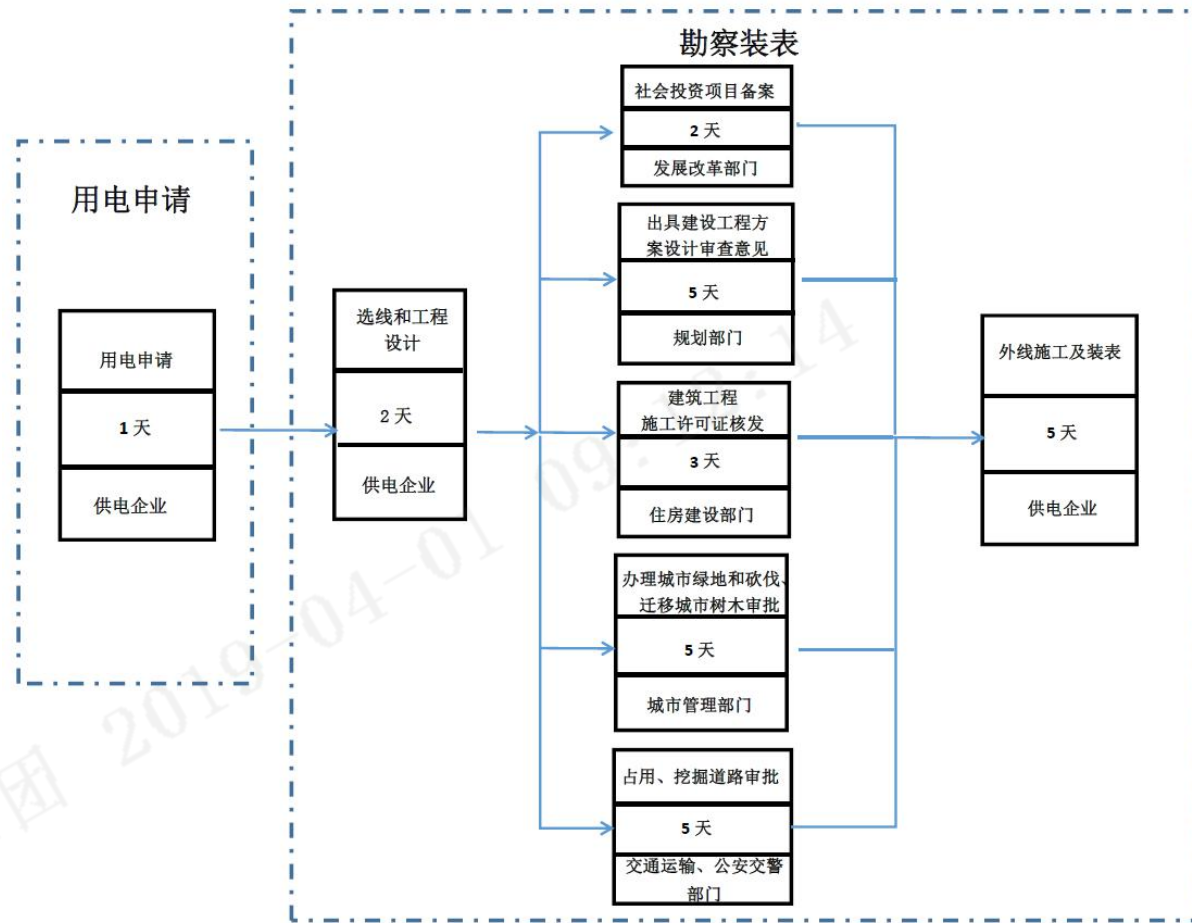 勘察装表
用电申请
用电申请
1 天
供电企业
选线和工程
设计
2 天
供电企业
社会投资项目备案
2 天
发展改革部门
出具建设工程方
案设计审查意见
5 天
规划部门
建筑工程
施工许可证核发
3 天
住房建设部门
办理城市绿地和砍伐、
迁移城市树木审批
5 天
城市管理部门
占用、挖掘道路审批
5 天
交通运输、公安交警
部门
外线施工及装表
5 天
供电企业
团 2019-04-01 09:12:14